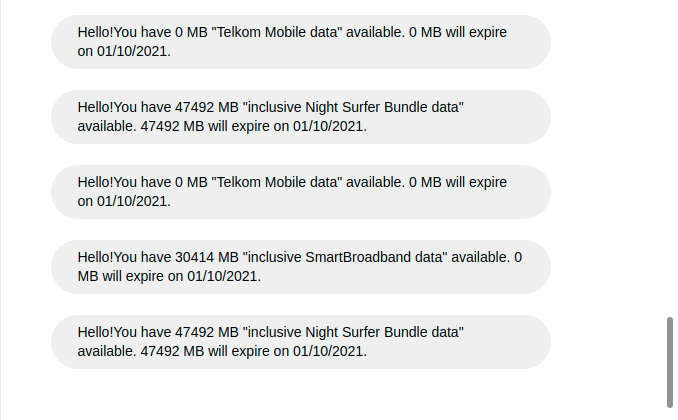 Hello!You have 0 MB "Telkom Mobile data" available. 0 MB will expire
on 01/10/2021.
Hello!You have 47492 MB "inclusive Night Surfer Bundle data"
available. 47492 MB will expire on 01/10/2021.
Hello!You have 0 MB "Telkom Mobile data" available. 0 MB will expire
on 01/10/2021.
Hello!You have 30414 MB "inclusive SmartBroadband data" available. 0
MB will expire on 01/10/2021.
Hello!You have 47492 MB "inclusive Night Surfer Bundle data"
available. 47492 MB will expire on 01/10/2021.